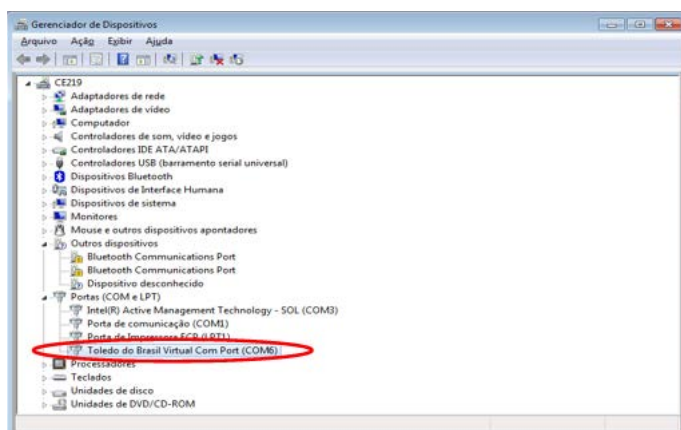 Gerenciador de Dispositivos
Arquivo Ação Exibir Ajuda
CE219
Adaptadores de rede
Adaptadores de vídeo
Computador
Controladores de som, vídeo e jogos
Controladores IDE ATA/ATAPI
Controladores USB (barramento serial universal)
Dispositivos Bluetooth
Dispositivos de Interface Humana
Dispositivos de sistema
Monitores
Mouse e outros dispositivos apontadores
Outros dispositivos
Bluetooth Communications Port
Bluetooth Communications Port
Dispositivo desconhecido
Portas (COM e LPT)
Intel(R) Active Management Technology - SOL (COM3)
Porta de comunicação (COM1)
Porta de Impressora ECP (LPT1)
Toledo do Brasil Virtual Com Port (COM6)
Processadores
Teclados
Unidades de disco
Unidades de DVD/CD-ROM